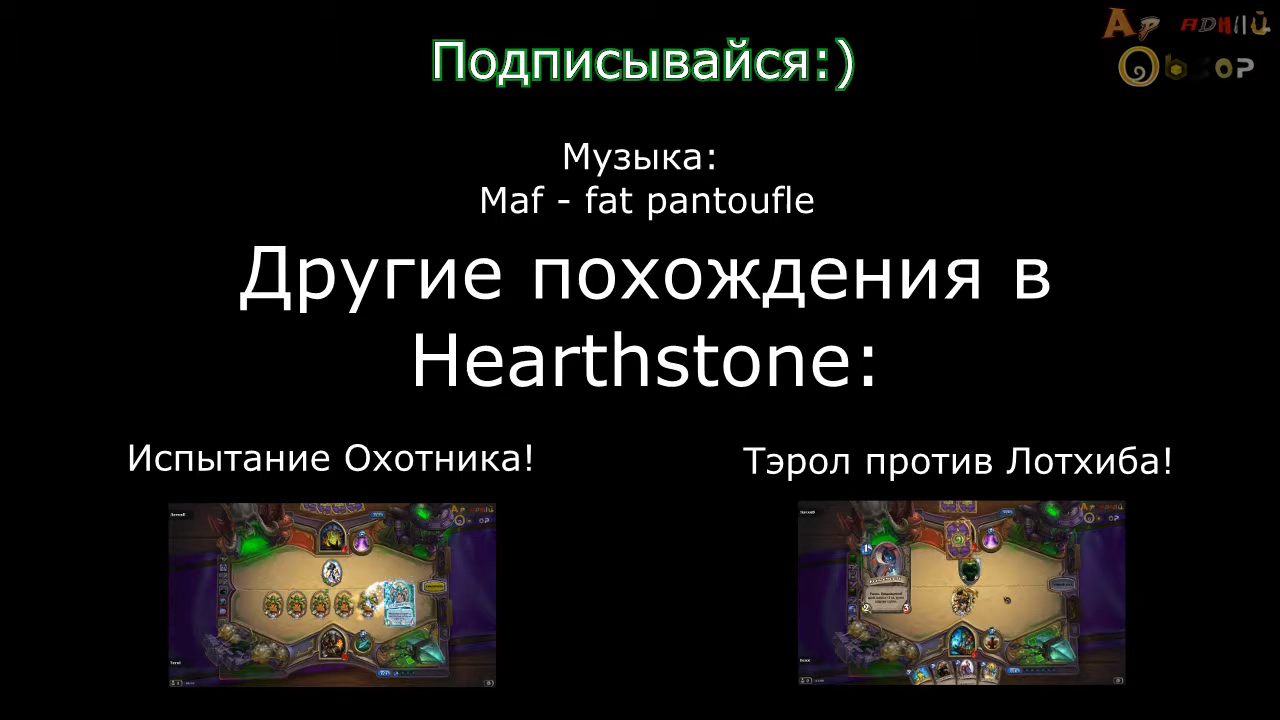 Подписывайся:)
Музыка:
Maf - fat pantoufle
Другие похождения в
Hearthstone:
Испытание Охотника!
Тэрол против Лотхиба!